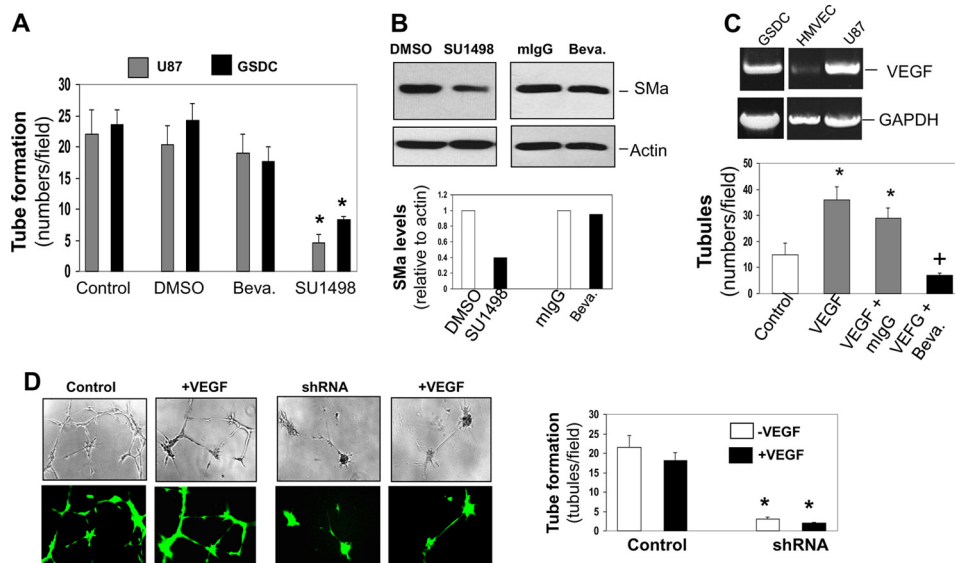 A
U87 GSDC
Tube formation
(numbers/field)
30
25
20
15
10
5
0
* *
Control DMSO Beva. SU1498
B
DMSO SU1498 mIgG Beva.
SMa
Actin
SMa levels
(relative to actin)
1.2
1
0.8
0.6
0.4
0.2
0
DMSO
SU1498
mIgG
Beva.
C
GSDC
HMVEC
U87
VEGF
GAPDH
Tubules
(numbers/field)
50
40
30
20
10
0
* * +
Control
VEGF
VEGF +
mIgG
VEFG +
Beva.
D
Control +VEGF shRNA +VEGF
Tube formation
(tubules/field)
30
25
20
15
10
5
0
-VEGF
+VEGF
* *
Control shRNA